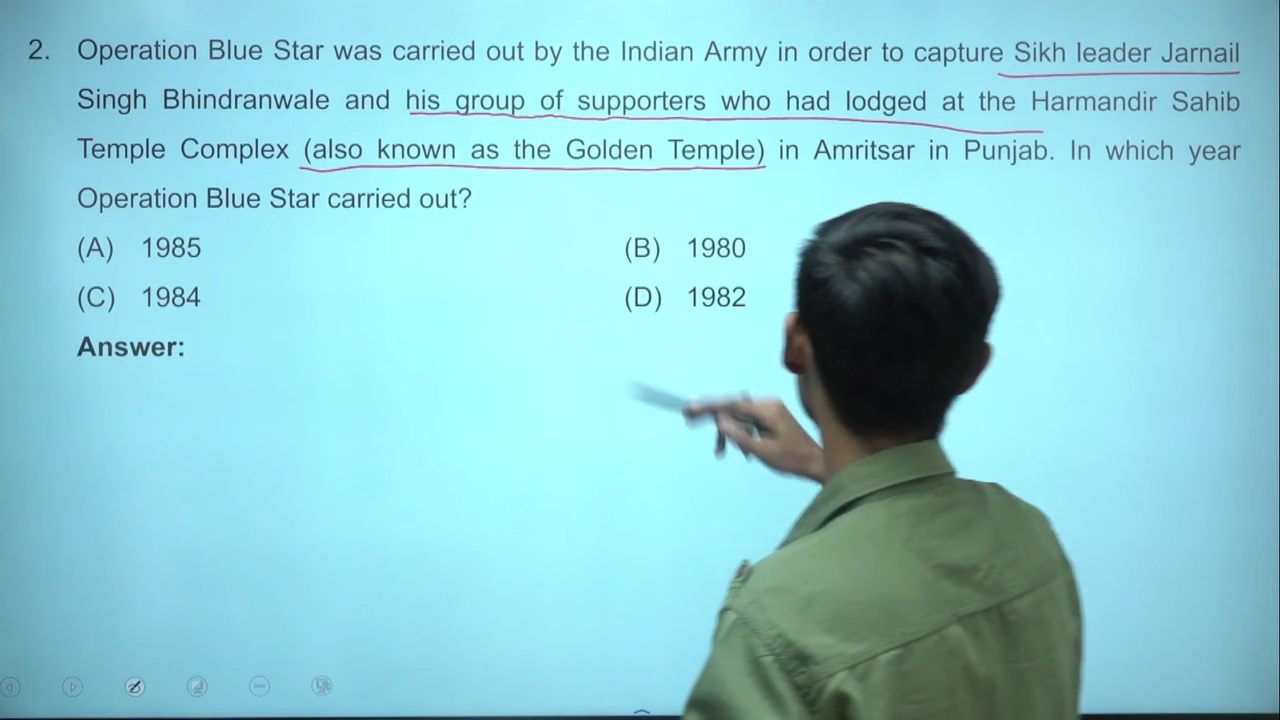 2. Operation Blue Star was carried out by the Indian Army in order to capture Sikh leader Jarnail
Singh Bhindranwale and his group of supporters who had lodged at the Harmandir Sahib
Temple Complex (also known as the Golden Temple) in Amritsar in Punjab. In which year
Operation Blue Star carried out?
(A) 1985 (B) 1980
(C) 1984 (D) 1982
Answer: